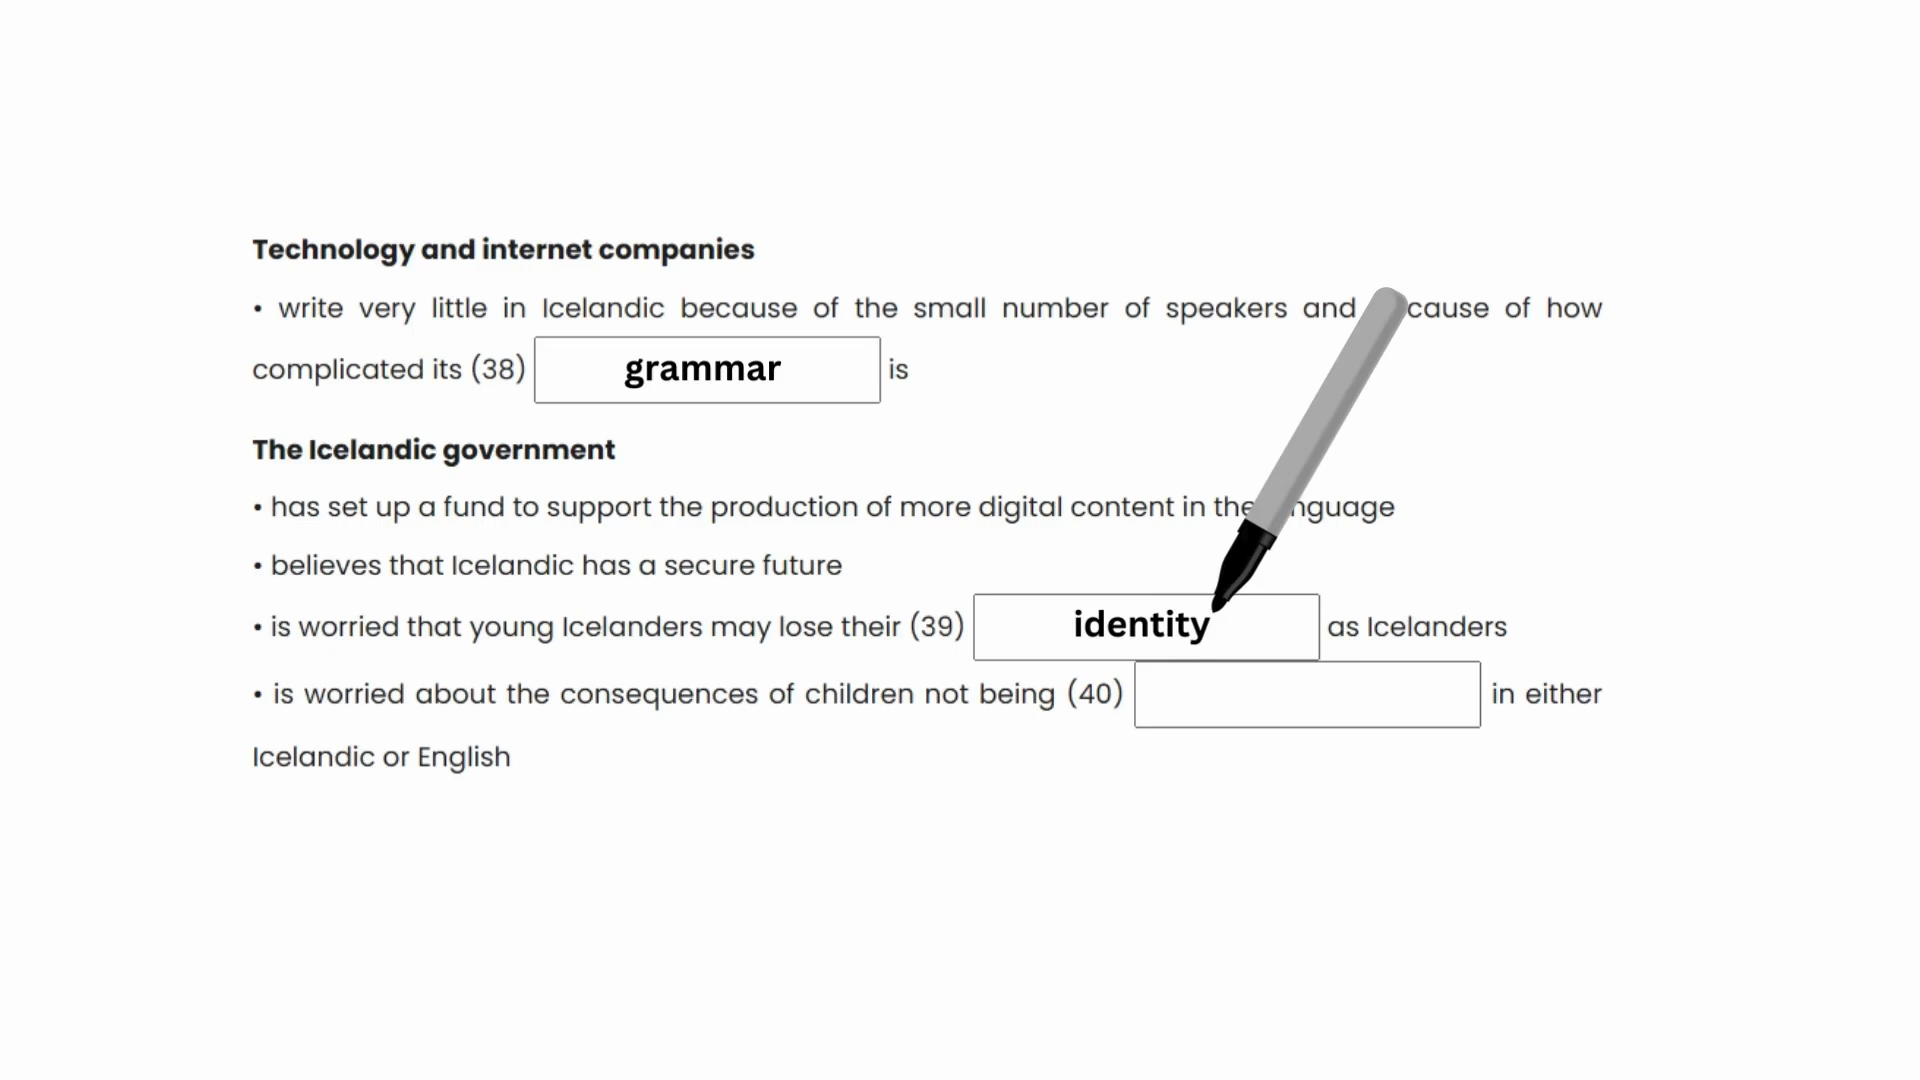 Technology and internet companies
• write very little in Icelandic because of the small number of speakers and cause of how
complicated its (38) grammar is
The Icelandic government
• has set up a fund to support the production of more digital content in the nguage
• believes that Icelandic has a secure future
• is worried that young Icelanders may lose their (39) identity as Icelanders
• is worried about the consequences of children not being (40) in either
Icelandic or English